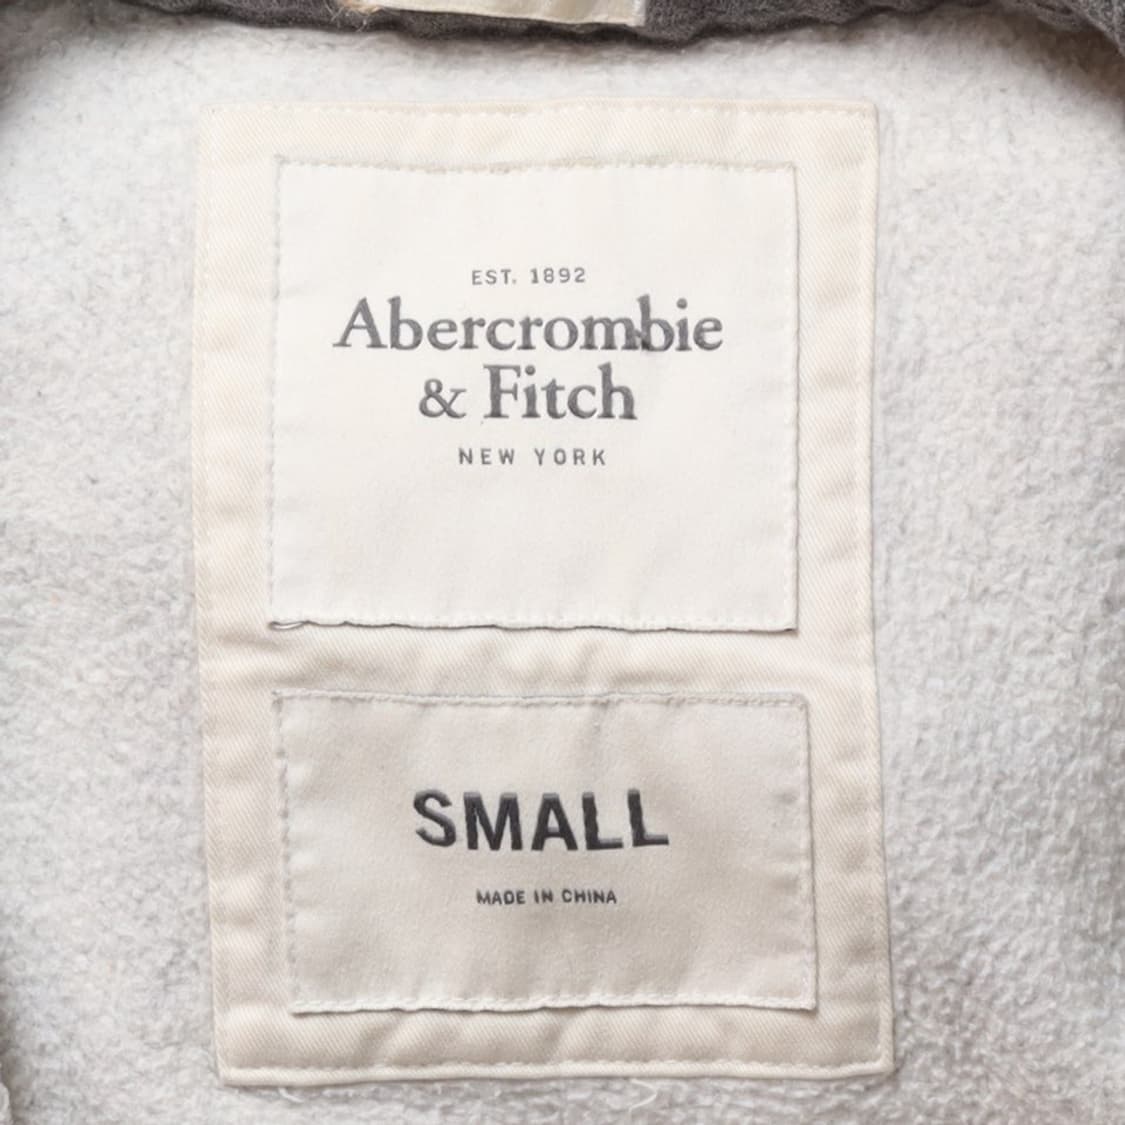 EST. 1892
Abercrombie
& Fitch
NEW YORK
SMALL
MADE IN CHINA